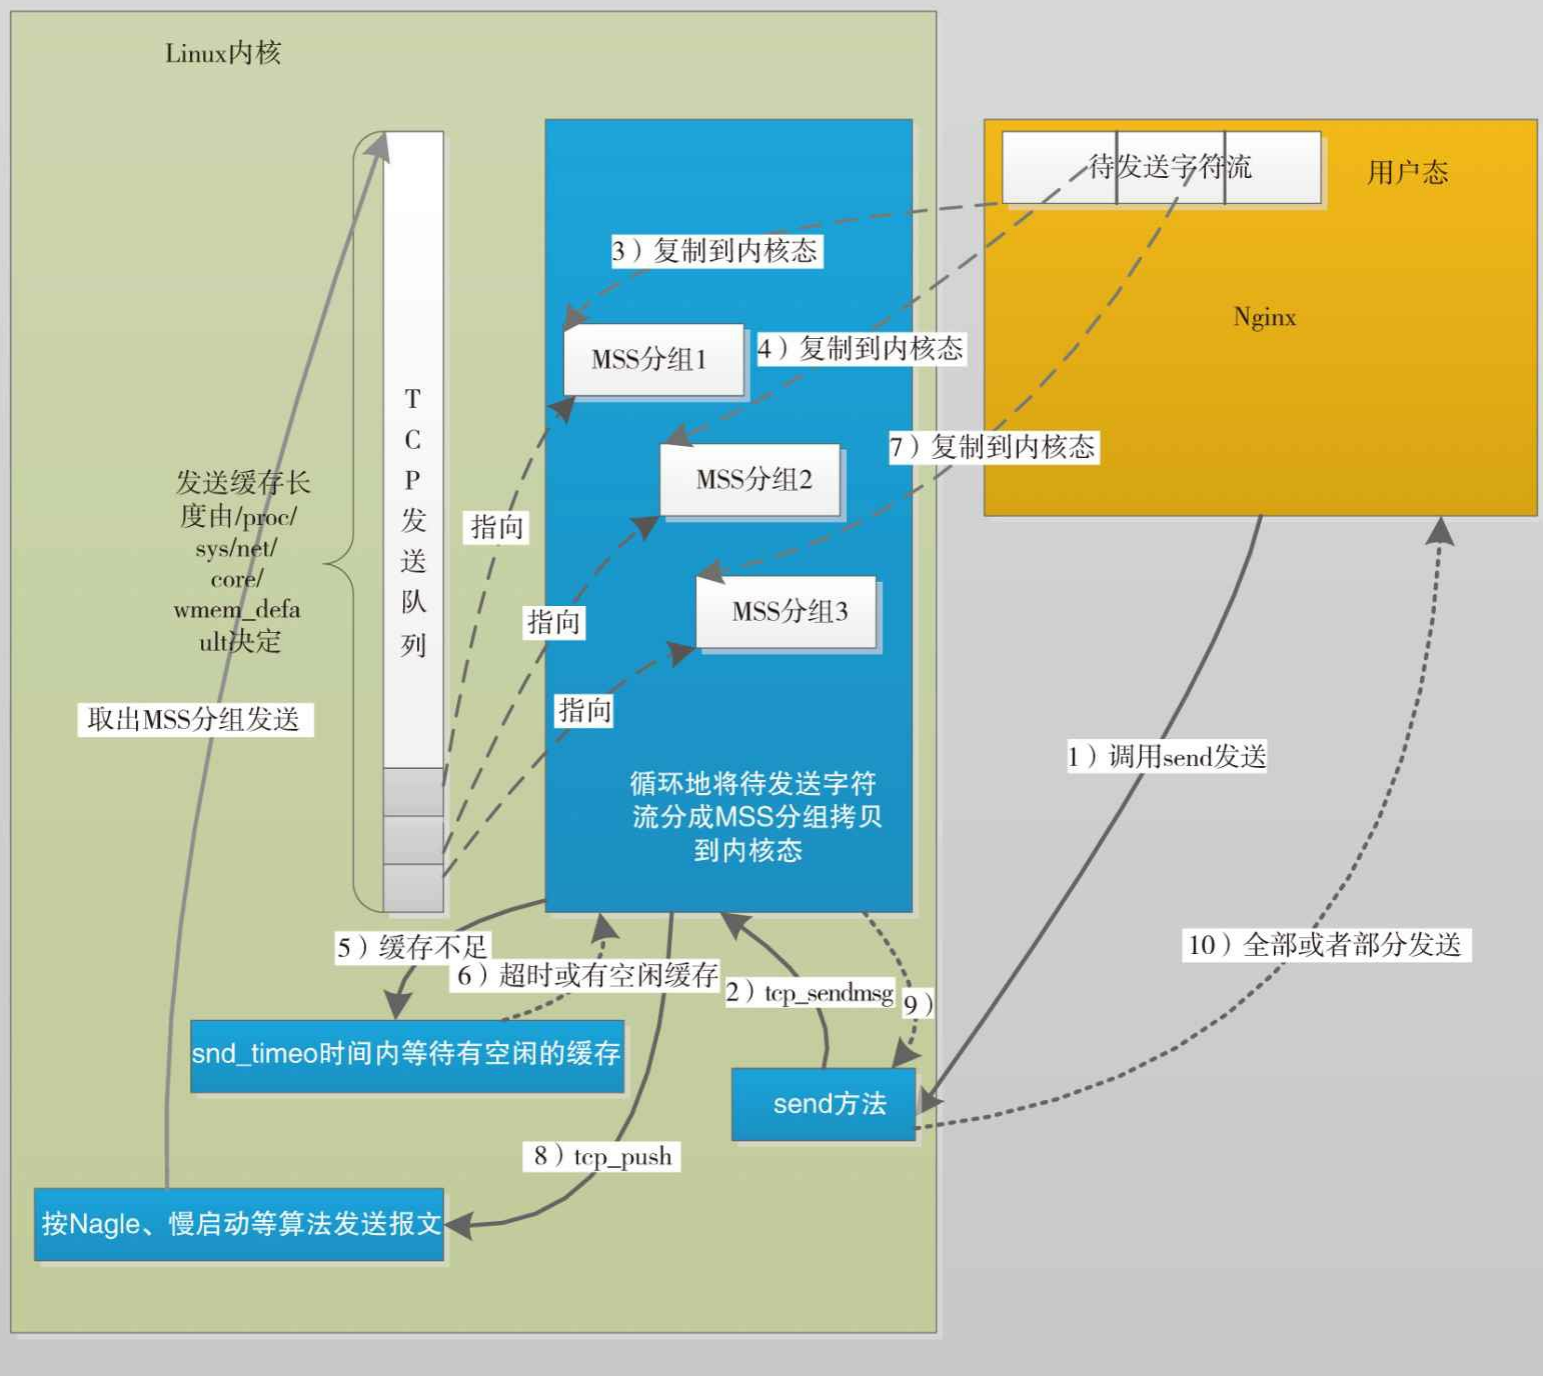 Linux内核
待发送字符流
用户态
3）复制到内核态
Nginx
MSS分组1
4）复制到内核态
T
C
P
发
送
队
列
7）复制到内核态
MSS分组2
发送缓存长
度由/proc/
sys/net/
core/
wmem_defa
ult决定
指向
指向
MSS分组3
指向
取出MSS分组发送
1）调用send发送
循环地将待发送字符
流分成MSS分组拷贝
到内核态
5）缓存不足
6）超时或有空闲缓存
2）tcp_sendmsg
9）
10）全部或者部分发送
snd_timeo时间内等待有空闲的缓存
send方法
8）tcp_push
按Nagle、慢启动等算法发送报文